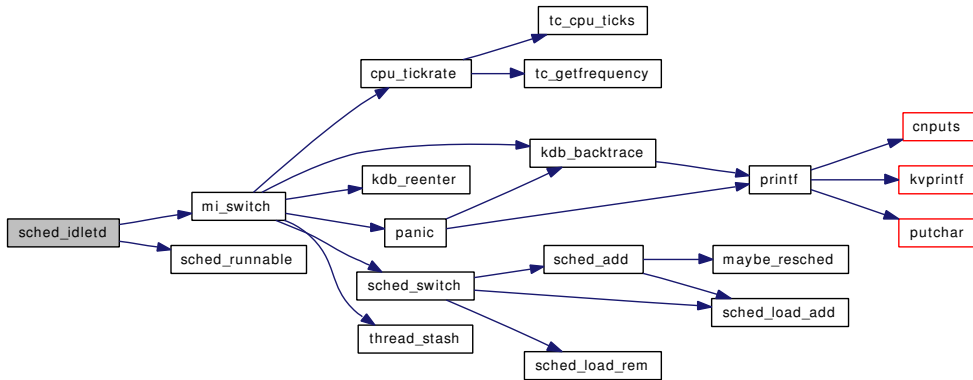 sched_idletd
mi_switch
sched_runnable
cpu_tickrate
kdb_reenter
panic
sched_switch
thread_stash
tc_cpu_ticks
tc_getfrequency
kdb_backtrace
sched_add
sched_load_rem
printf
maybe_resched
sched_load_add
cnputs
kvprintf
putchar